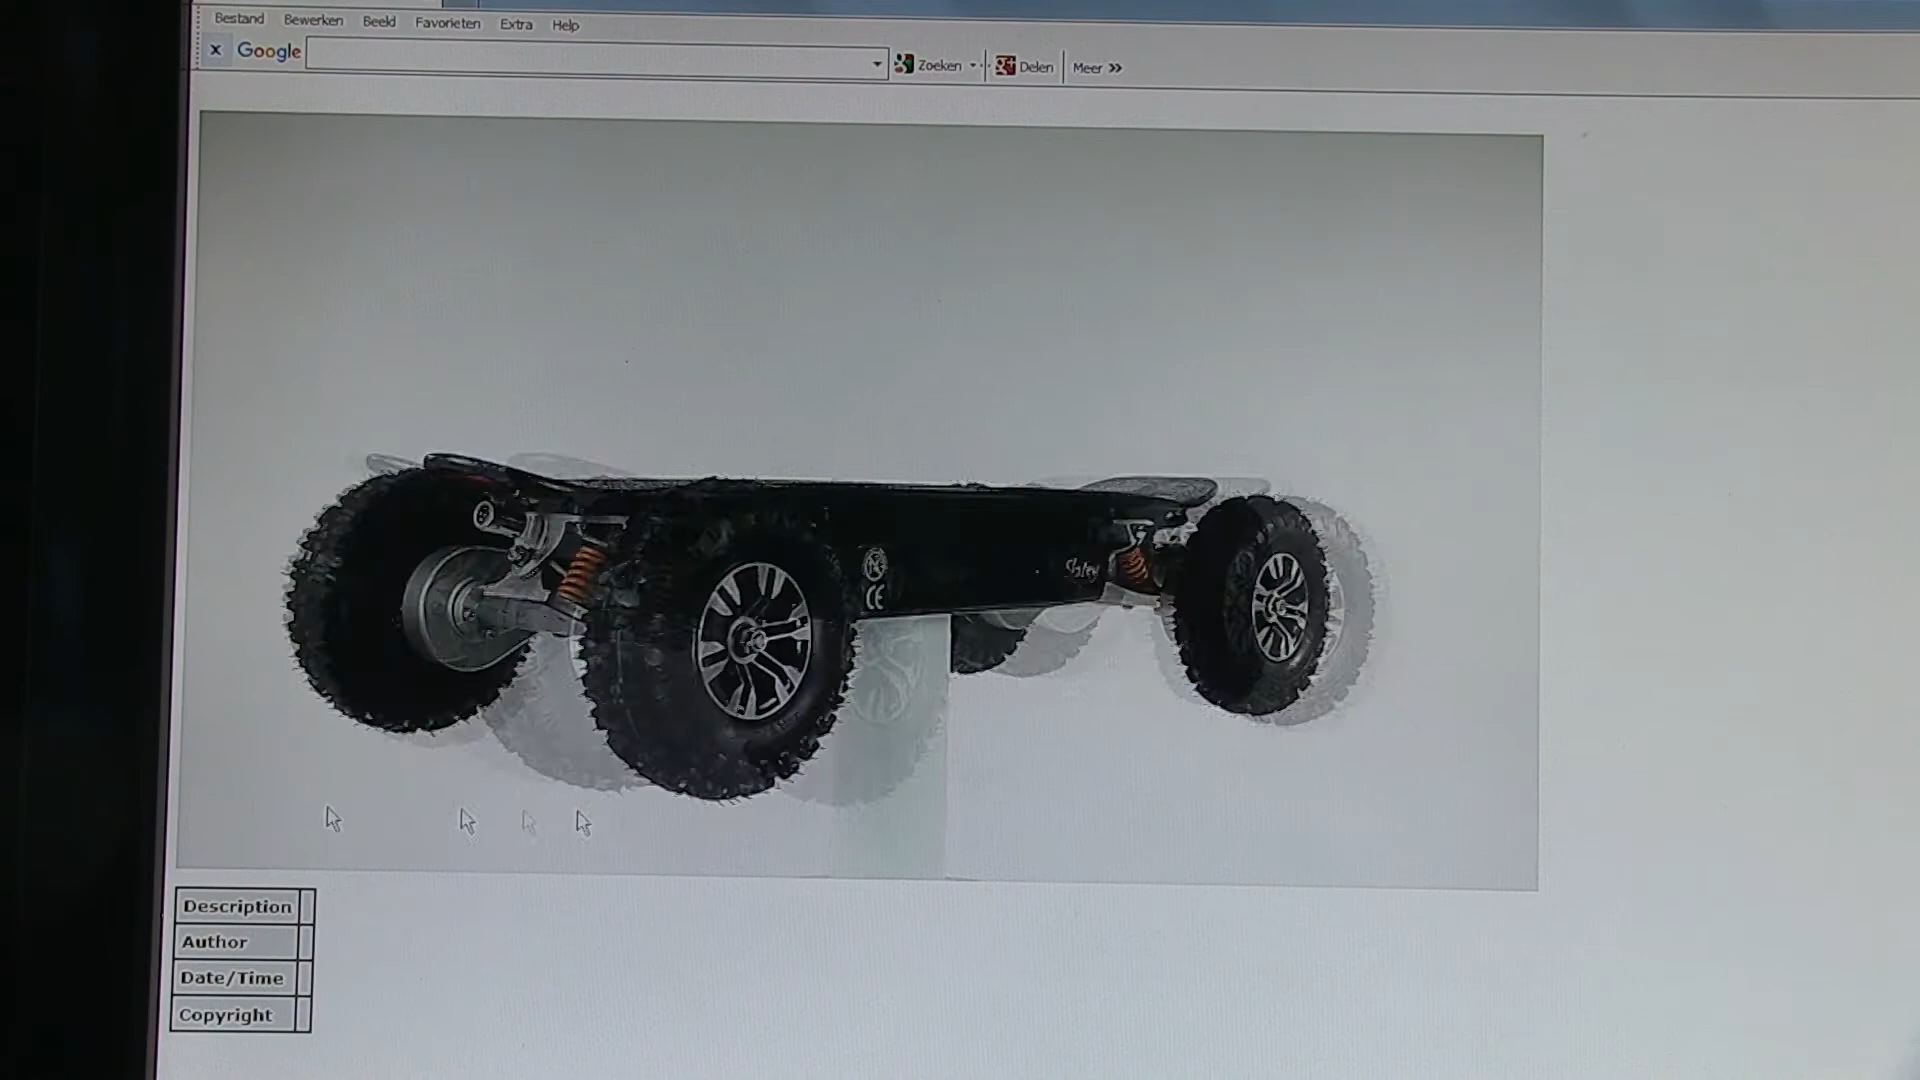 Bestand Bewerken Beeld Favorieten Extra Help
x Google Zoeken Delen Meer »
CE
Description
Author
Date/Time
Copyright